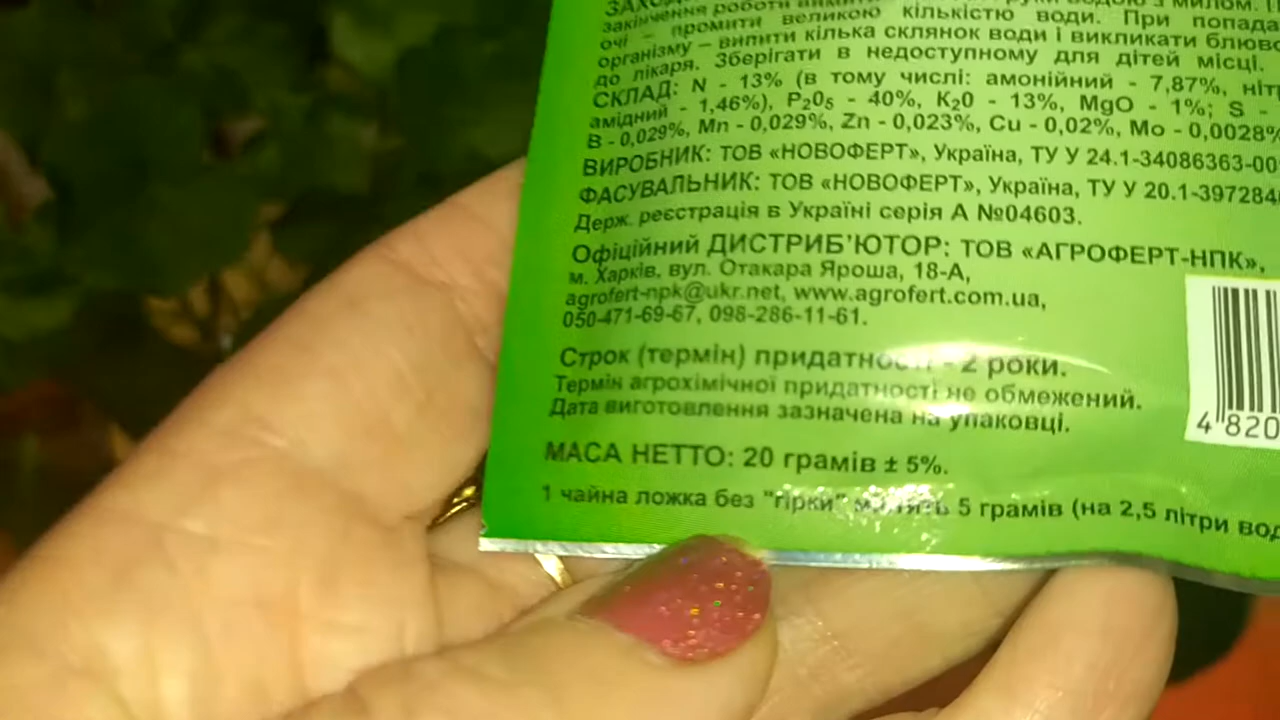 закінчення роботи вимити руки водою з милом.
очі – промити великою кількістю води. При попада
організму – випити кілька склянок води і викликати блюво
до лікаря. Зберігати в недоступному для дітей місці.
СКЛАД: N - 13% (в тому числі: амонійний - 7,87%, ніт
амідний - 1,46%), P₂O₅ - 40%, K₂0 - 13%, MgO - 1%; S -
B - 0,029%, Mn - 0,029%, Zn - 0,023%, Cu - 0,02%, Mo - 0,0028%
ВИРОБНИК: ТОВ «НОВОФЕРТ», Україна, ТУ У 24.1-34086363-00
ФАСУВАЛЬНИК: ТОВ «НОВОФЕРТ», Україна, ТУ У 20.1-397284
Держ. реєстрація в Україні серія А №04603.
Офіційний ДИСТРИБ'ЮТОР: ТОВ «АГРОФЕРТ-НПК»,
м. Харків, вул. Отакара Яроша, 18-А,
agrofert-npk@ukr.net, www.agrofert.com.ua,
050-471-69-67, 098-286-11-61.
Строк (термін) придатності - 2 роки.
Термін агрохімічної придатності не обмежений.
Дата виготовлення зазначена на упаковці.
МАСА НЕТТО: 20 грамів ± 5%.
1 чайна ложка без "гірки" містить 5 грамів (на 2,5 літри вод
4 820